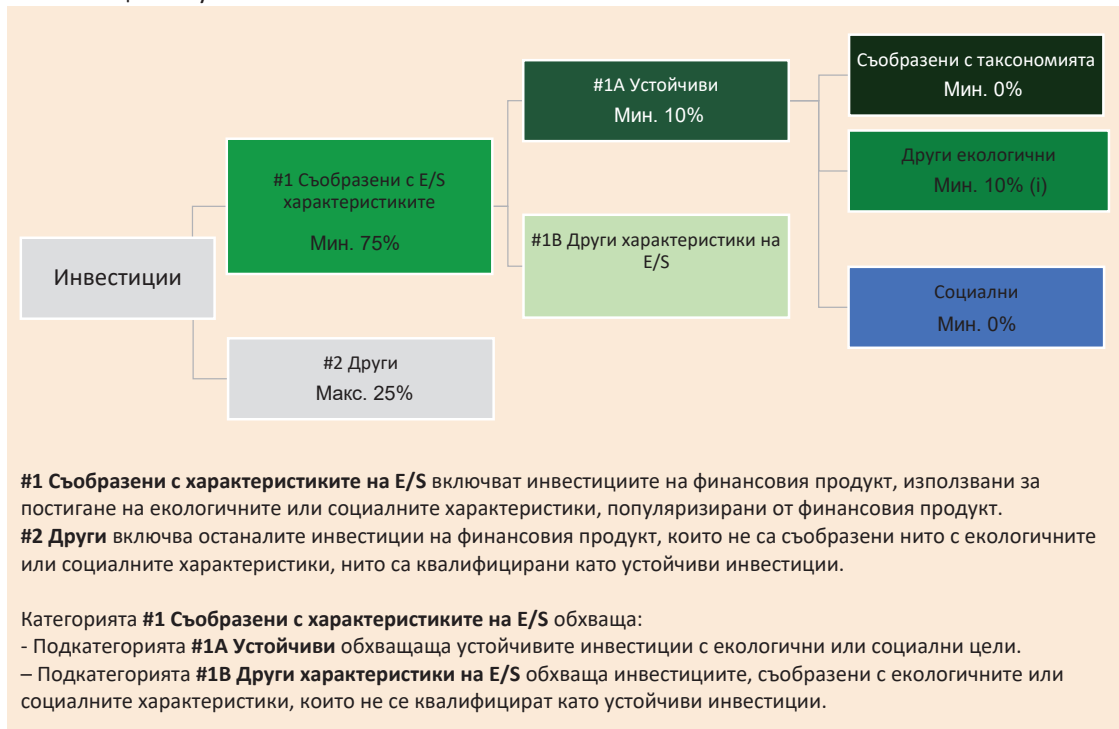 Съобразени с таксономията
Мин. 0%
#1A Устойчиви
Мин. 10%
Други екологични
Мин. 10% (i)
#1 Съобразени с E/S
характеристиките
Мин. 75%
#1B Други характеристики на
E/S
Инвестиции
Социални
Мин. 0%
#2 Други
Макс. 25%
#1 Съобразени с характеристиките на E/S включват инвестициите на финансовия продукт, използвани за
постигане на екологичните или социалните характеристики, популяризирани от финансовия продукт.
#2 Други включва останалите инвестиции на финансовия продукт, които не са съобразени нито с екологичните
или социалните характеристики, нито са квалифицирани като устойчиви инвестиции.
Категорията #1 Съобразени с характеристиките на E/S обхваща:
- Подкатегорията #1A Устойчиви обхващаща устойчивите инвестиции с екологични или социални цели.
– Подкатегорията #1B Други характеристики на E/S обхваща инвестициите, съобразени с екологичните или
социалните характеристики, които не се квалифицират като устойчиви инвестиции.